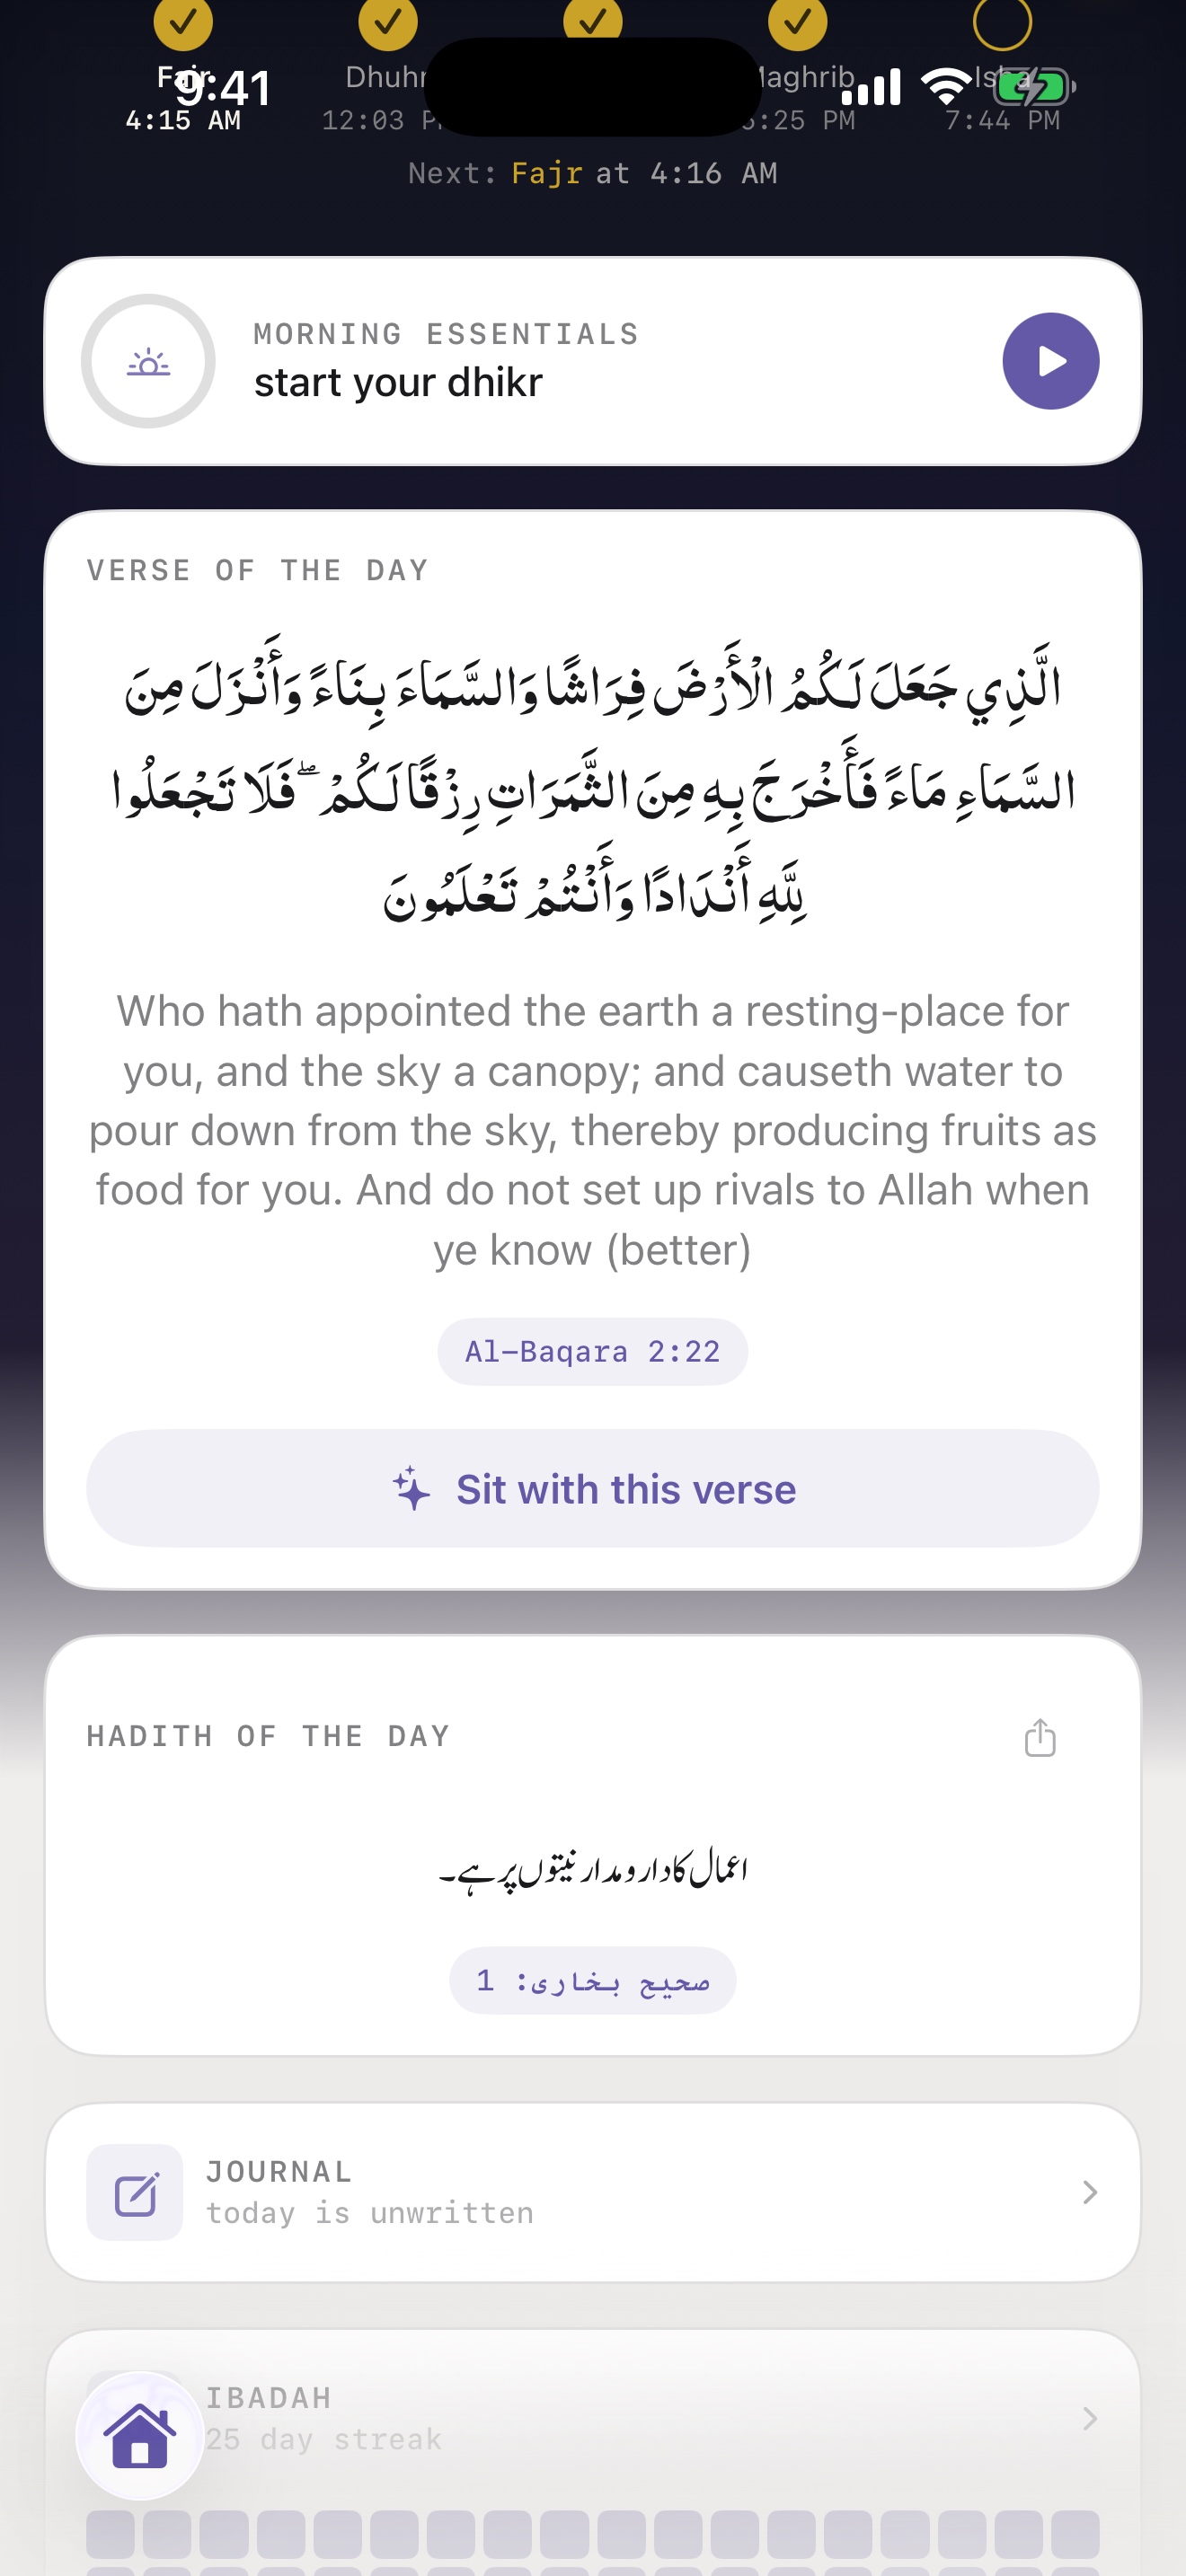 Fajr
9:41
Dhuhr
Maghrib
Isha
4:15 AM
12:03 PM
6:25 PM
7:44 PM
Next: Fajr at 4:16 AM
MORNING ESSENTIALS
start your dhikr
VERSE OF THE DAY
الَّذِي جَعَلَ لَكُمُ الْأَرْضَ فِرَاشًا وَالسَّمَاءَ بِنَاءً وَأَنْزَلَ مِنَ
السَّمَاءِ مَاءً فَأَخْرَجَ بِهِ مِنَ الثَّمَرَاتِ رِزْقًا لَكُمْ ۖ فَلَا تَجْعَلُوا
لِلَّهِ أَنْدَادًا وَأَنْتُمْ تَعْلَمُونَ
Who hath appointed the earth a resting-place for
you, and the sky a canopy; and causeth water to
pour down from the sky, thereby producing fruits as
food for you. And do not set up rivals to Allah when
ye know (better)
Al-Baqara 2:22
Sit with this verse
HADITH OF THE DAY
اعمال کا دار و مدار نیتوں پر ہے۔
صحیح بخاری: 1
JOURNAL
today is unwritten
IBADAH
25 day streak